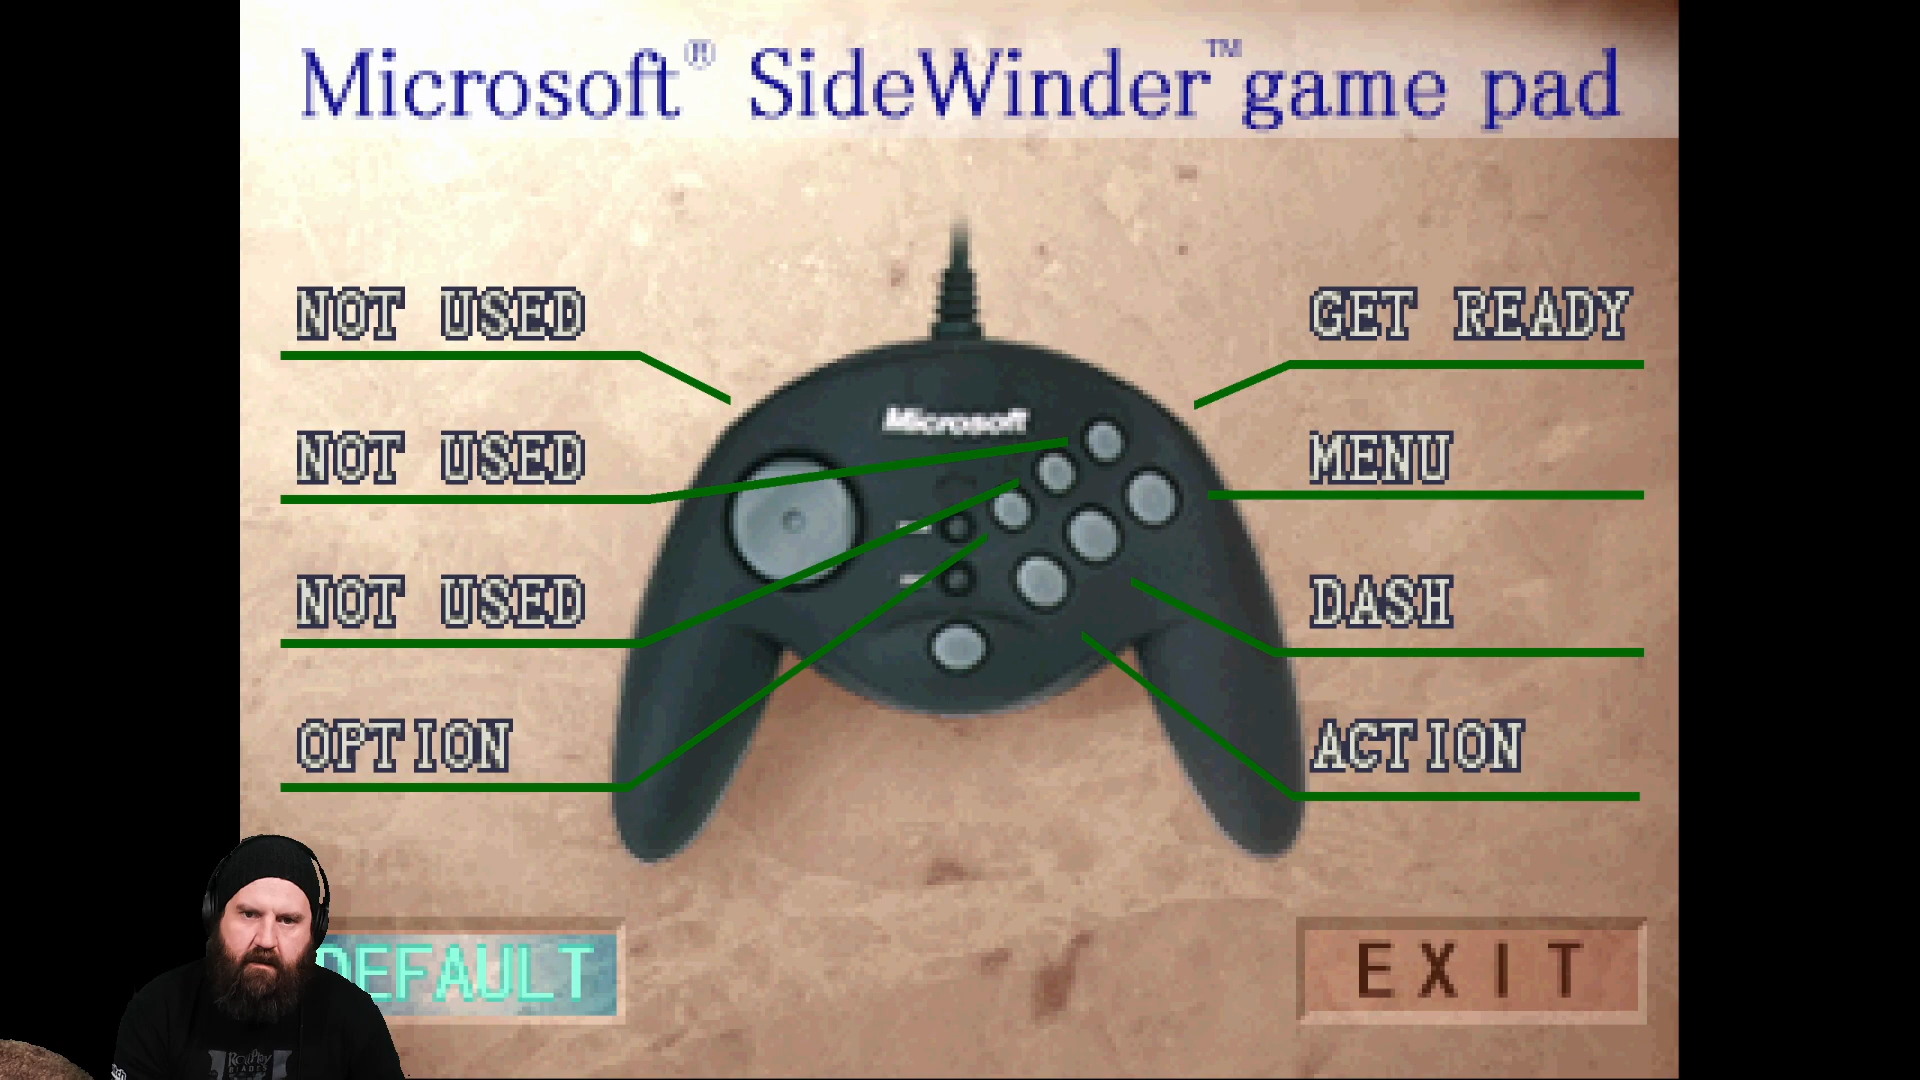 Microsoft® SideWinder™ game pad
Microsoft
NOT USED
NOT USED
NOT USED
OPTION
GET READY
MENU
DASH
ACTION
DEFAULT
EXIT
BLADES